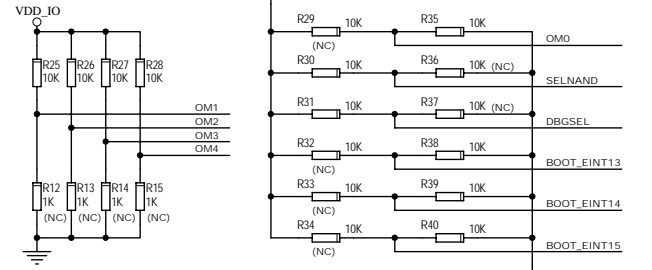 VDD_IO
R25 R26 R27 R28
10K 10K 10K 10K
OM1
OM2
OM3
OM4
R12 R13 R14 R15
1K 1K 1K 1K
(NC) (NC) (NC) (NC)
R29 10K R35 10K
(NC)
OM0
R30 10K R36 10K (NC)
SELNAND
R31 10K R37 10K (NC)
DBGSEL
R32 10K R38 10K
(NC)
BOOT_EINT13
R33 10K R39 10K
(NC)
BOOT_EINT14
R34 10K R40 10K
(NC)
BOOT_EINT15